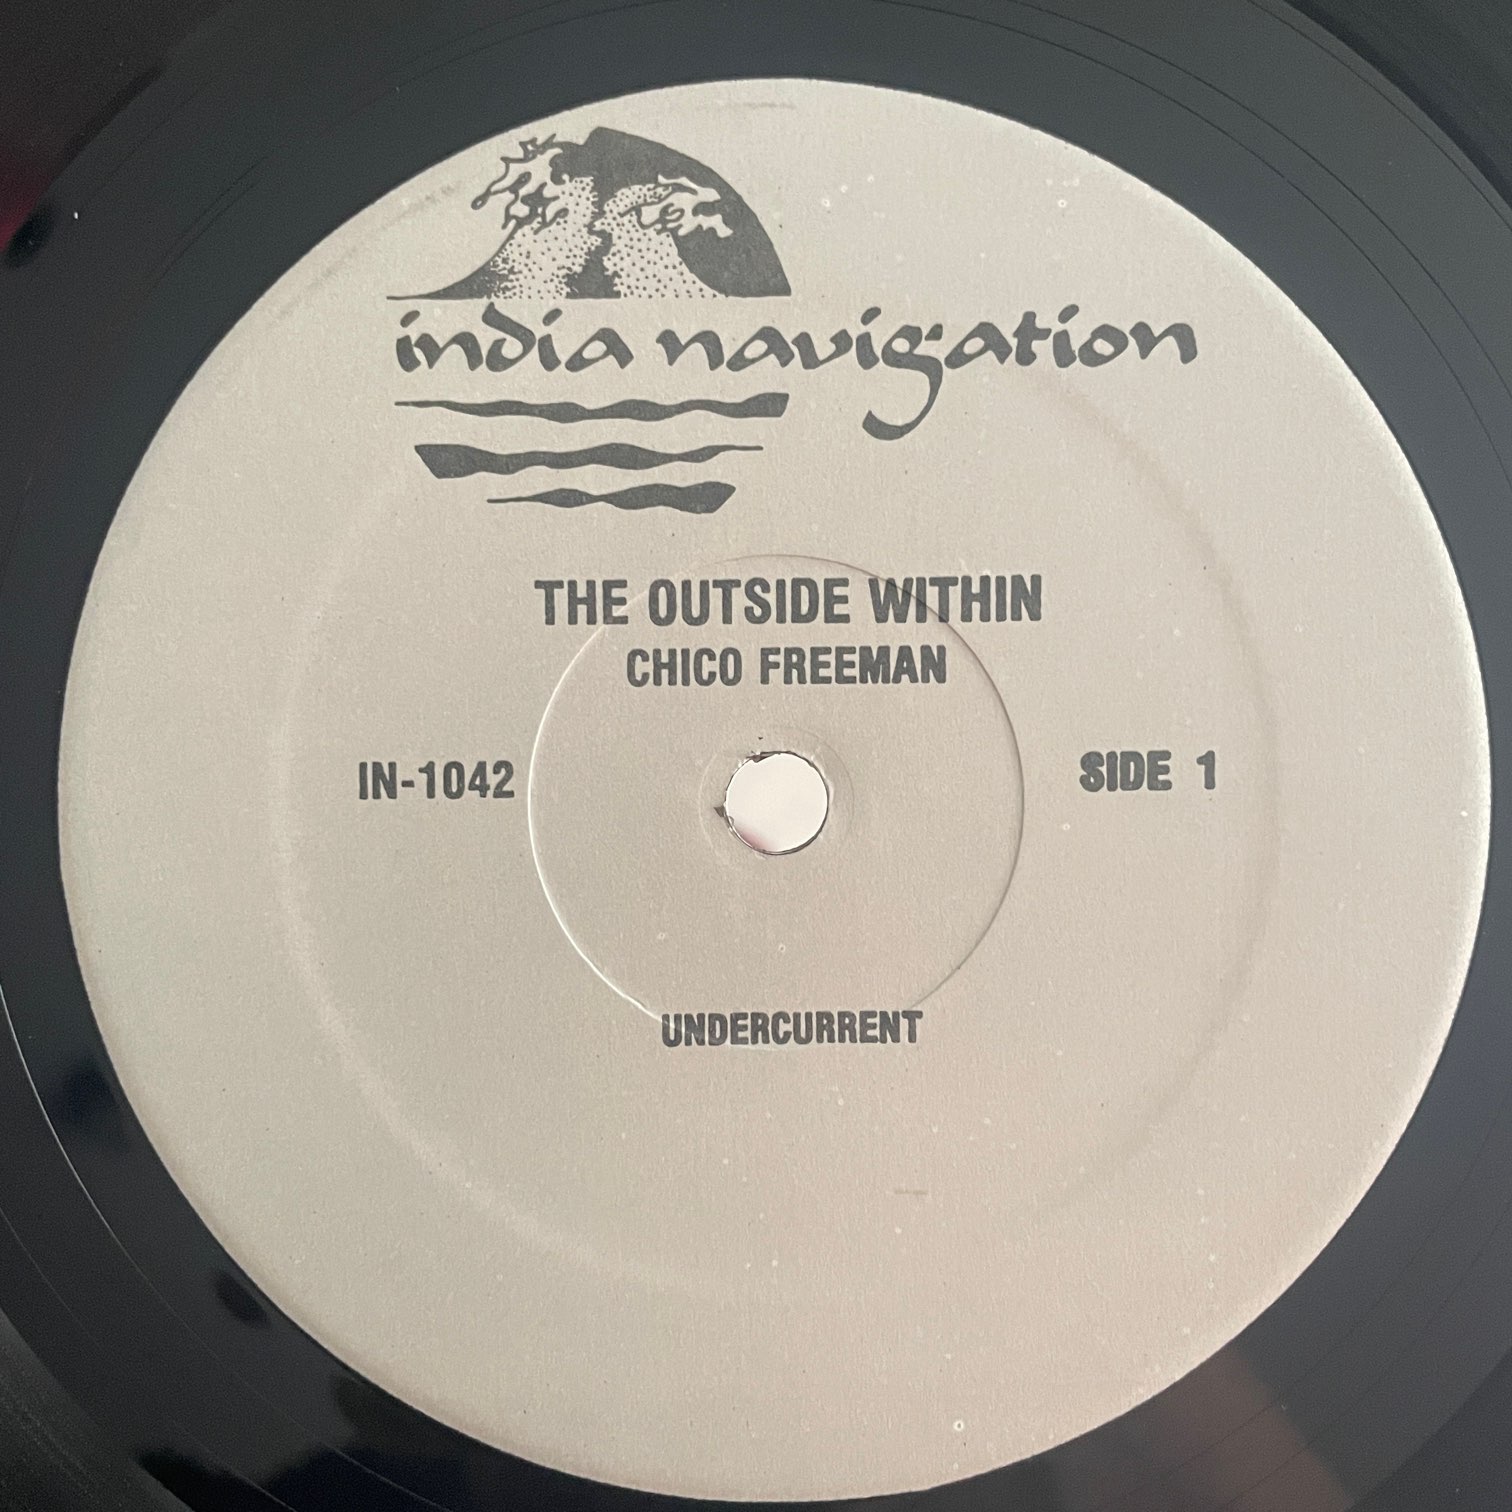 india navigation
THE OUTSIDE WITHIN
CHICO FREEMAN
IN-1042
SIDE 1
UNDERCURRENT